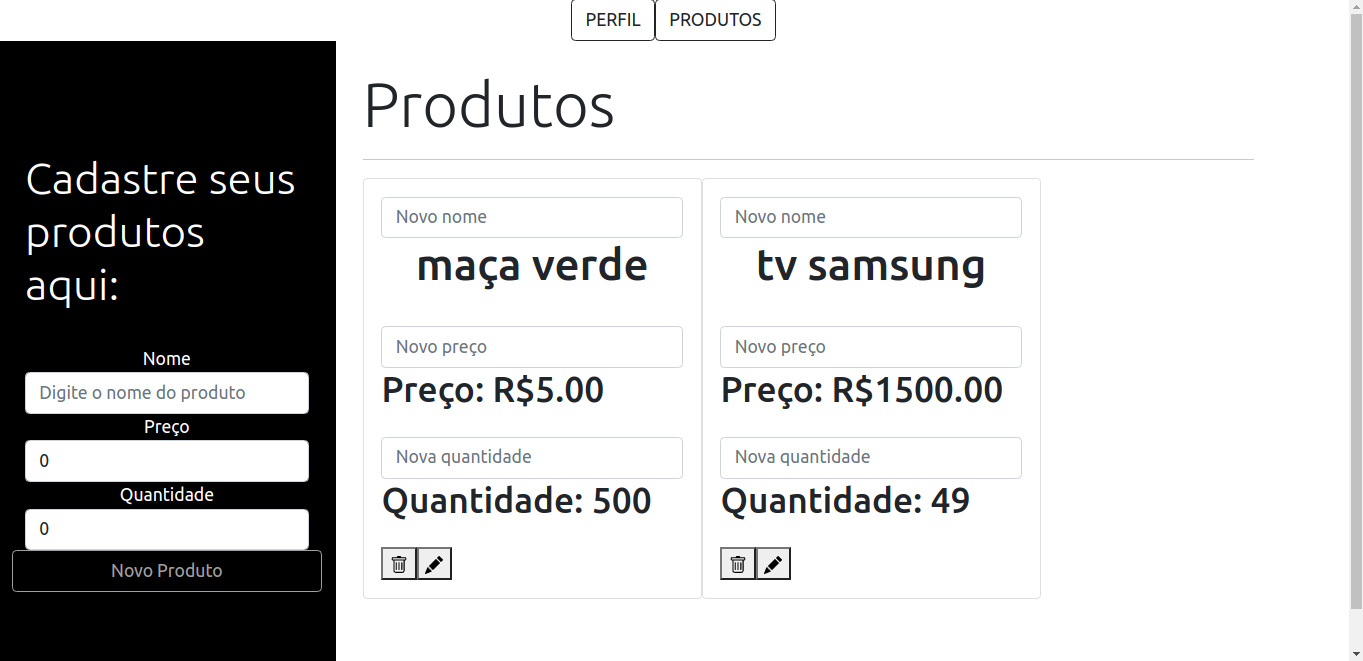 PERFIL PRODUTOS
Cadastre seus
produtos
aqui:
Nome
Digite o nome do produto
Preço
0
Quantidade
0
Novo Produto
Produtos
Novo nome
maça verde
Novo preço
Preço: R$5.00
Nova quantidade
Quantidade: 500
Novo nome
tv samsung
Novo preço
Preço: R$1500.00
Nova quantidade
Quantidade: 49